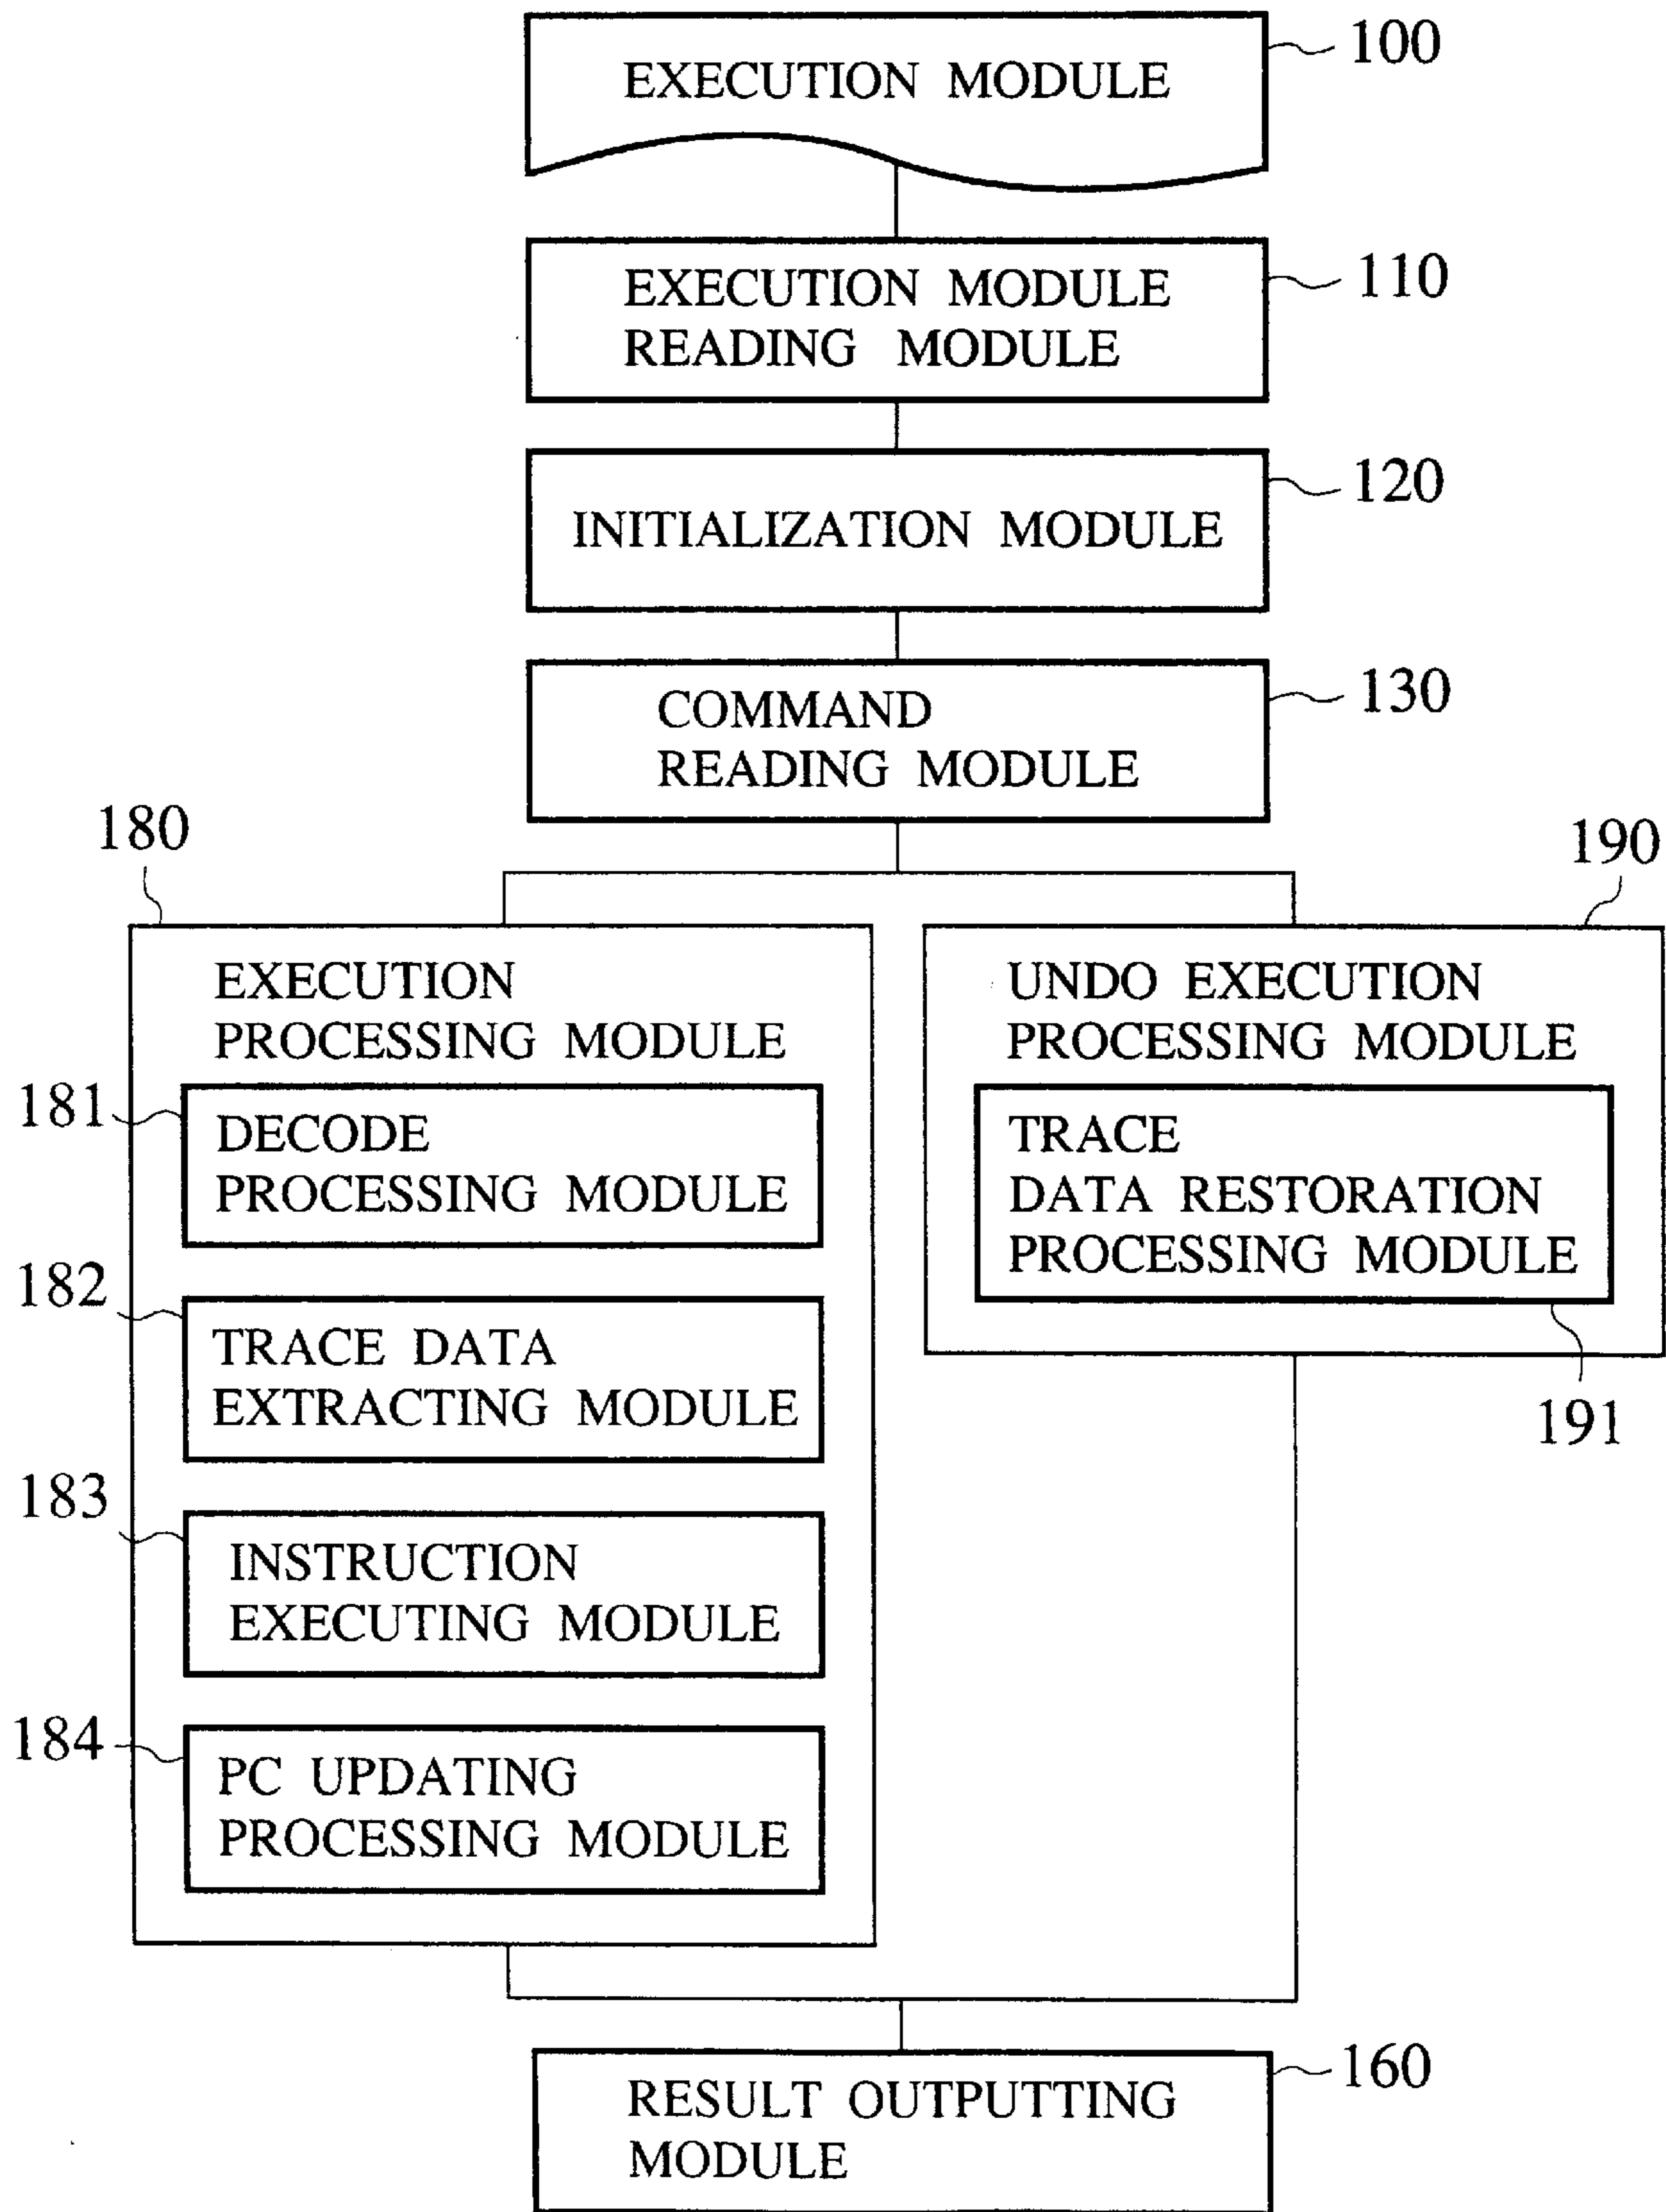 100
EXECUTION MODULE
110
EXECUTION MODULE
READING MODULE
120
INITIALIZATION MODULE
130
COMMAND
READING MODULE
180
EXECUTION
PROCESSING MODULE
181
DECODE
PROCESSING MODULE
182
TRACE DATA
EXTRACTING MODULE
183
INSTRUCTION
EXECUTING MODULE
184
PC UPDATING
PROCESSING MODULE
190
UNDO EXECUTION
PROCESSING MODULE
TRACE
DATA RESTORATION
PROCESSING MODULE
191
160
RESULT OUTPUTTING
MODULE